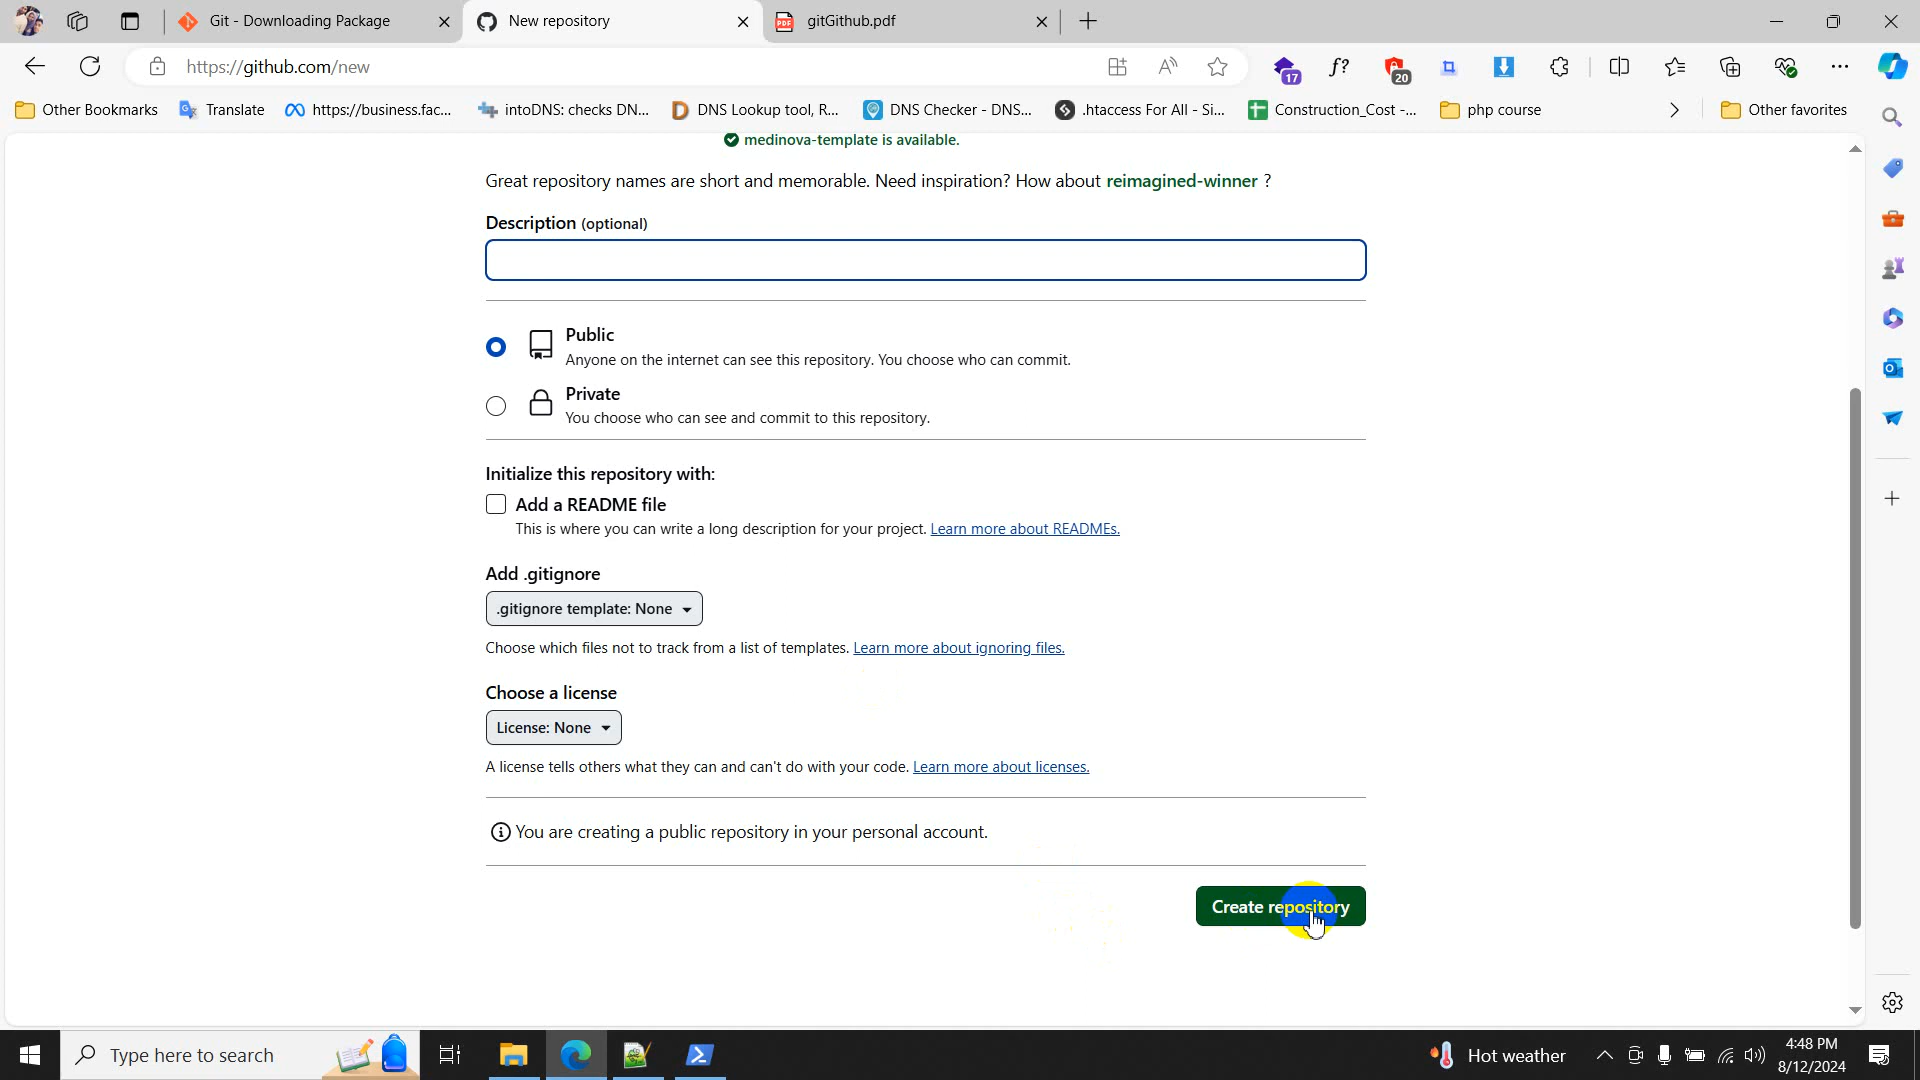 Git - Downloading Package
New repository
gitGithub.pdf
https://github.com/new
17
f?
20
Other Bookmarks
Translate
https://business.fac...
intoDNS: checks DN...
DNS Lookup tool, R...
DNS Checker - DNS...
.htaccess For All - Si...
Construction_Cost -...
php course
Other favorites
medinova-template is available.
Great repository names are short and memorable. Need inspiration? How about reimagined-winner ?
Description (optional)
Public
Anyone on the internet can see this repository. You choose who can commit.
Private
You choose who can see and commit to this repository.
Initialize this repository with:
Add a README file
This is where you can write a long description for your project. Learn more about READMEs.
Add .gitignore
.gitignore template: None
Choose which files not to track from a list of templates. Learn more about ignoring files.
Choose a license
License: None
A license tells others what they can and can't do with your code. Learn more about licenses.
You are creating a public repository in your personal account.
Create repository
Type here to search
Hot weather
4:48 PM
8/12/2024